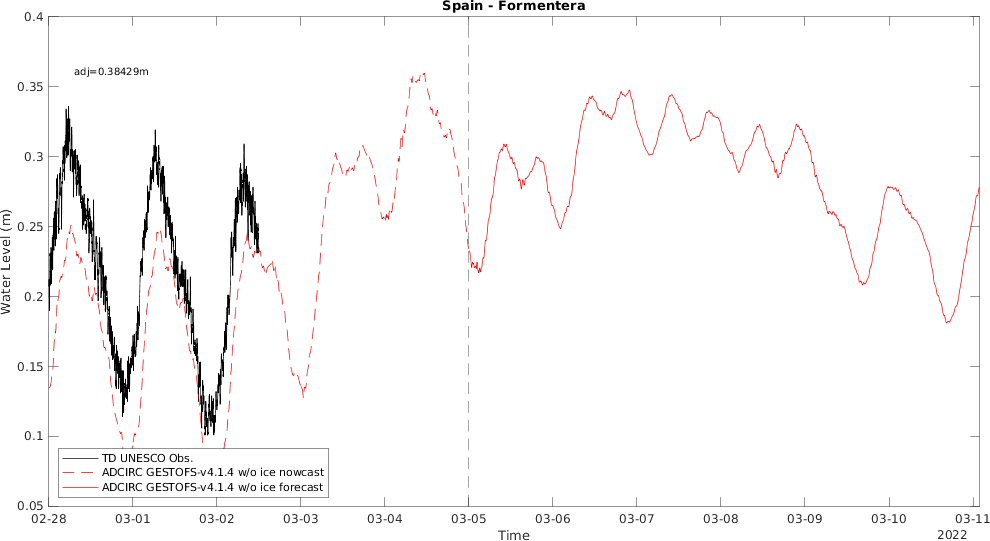 Spain - Formentera
0.4
adj=0.38429m
0.35
0.3
0.25
0.2
0.15
0.1
0.05
Water Level (m)
TD UNESCO Obs.
ADCIRC GESTOFS-v4.1.4 w/o ice nowcast
ADCIRC GESTOFS-v4.1.4 w/o ice forecast
02-28 03-01 03-02 03-03 03-04 03-05 03-06 03-07 03-08 03-09 03-10 03-11
Time
2022